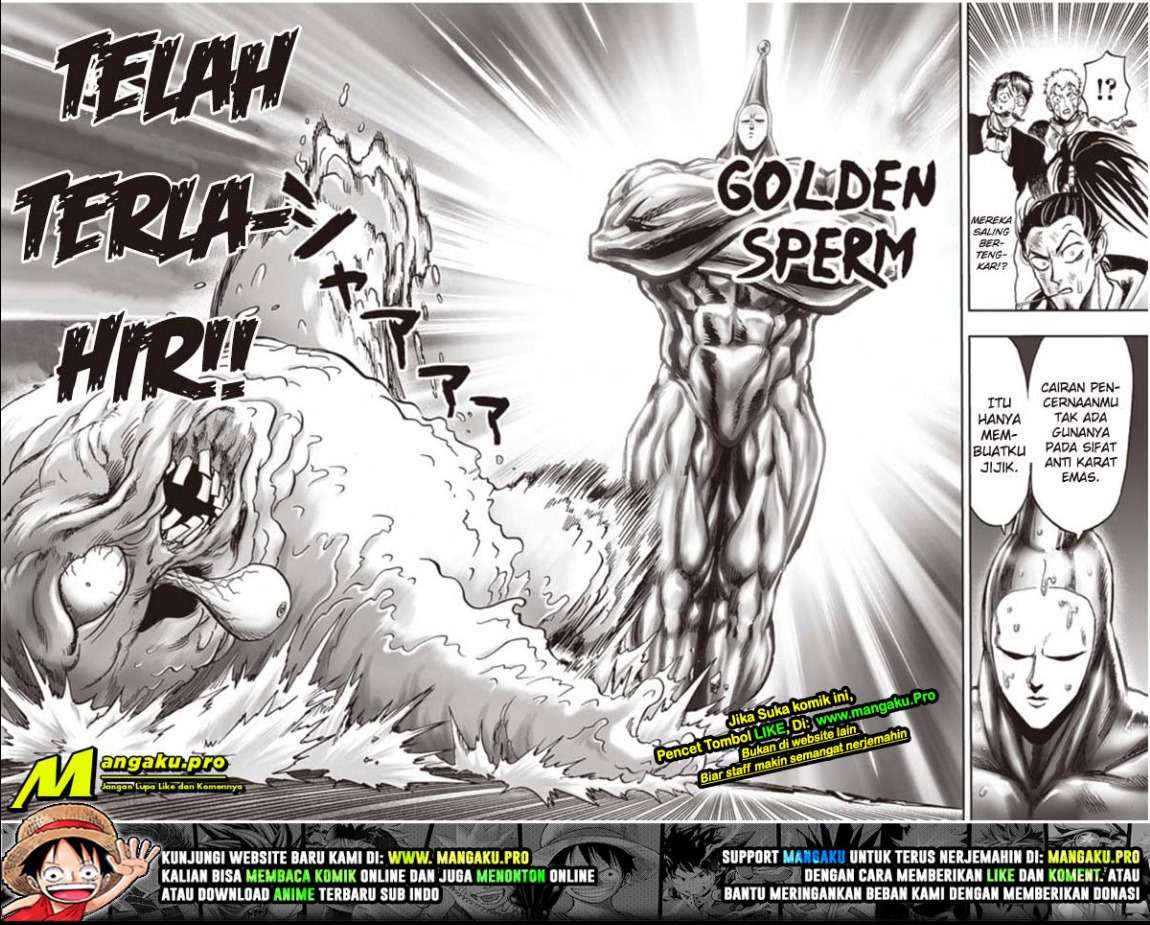 !?
MEREKA
SALING
BER-
TENG-
KAR!?
TELAH
TERLA-
HIR!!
GOLDEN
SPERM
シャアアア
CAIRAN PEN-
CERNAANMU
TAK ADA
GUNANYA
PADA SIFAT
ANTI KARAT
EMAS.
ITU
HANYA
MEM-
BUATKU
JIJIK.
Jika Suka komik ini,
Pencet Tombol LIKE, Di: www.mangaku.Pro
Bukan di website lain
Biar staff makin semangat nerjemahin
Mangaku.pro
Jangan Lupa Like dan Komennya
KUNJUNGI WEBSITE BARU KAMI DI: WWW. MANGAKU.PRO
KALIAN BISA MEMBACA KOMIK ONLINE DAN JUGA MENONTON ONLINE
ATAU DOWNLOAD ANIME TERBARU SUB INDO
SUPPORT MANGAKU UNTUK TERUS NERJEMAHIN DI: MANGAKU.PRO
DENGAN CARA MEMBERIKAN LIKE DAN KOMENT. ATAU
BANTU MERINGANKAN BEBAN KAMI DENGAN MEMBERIKAN DONASI